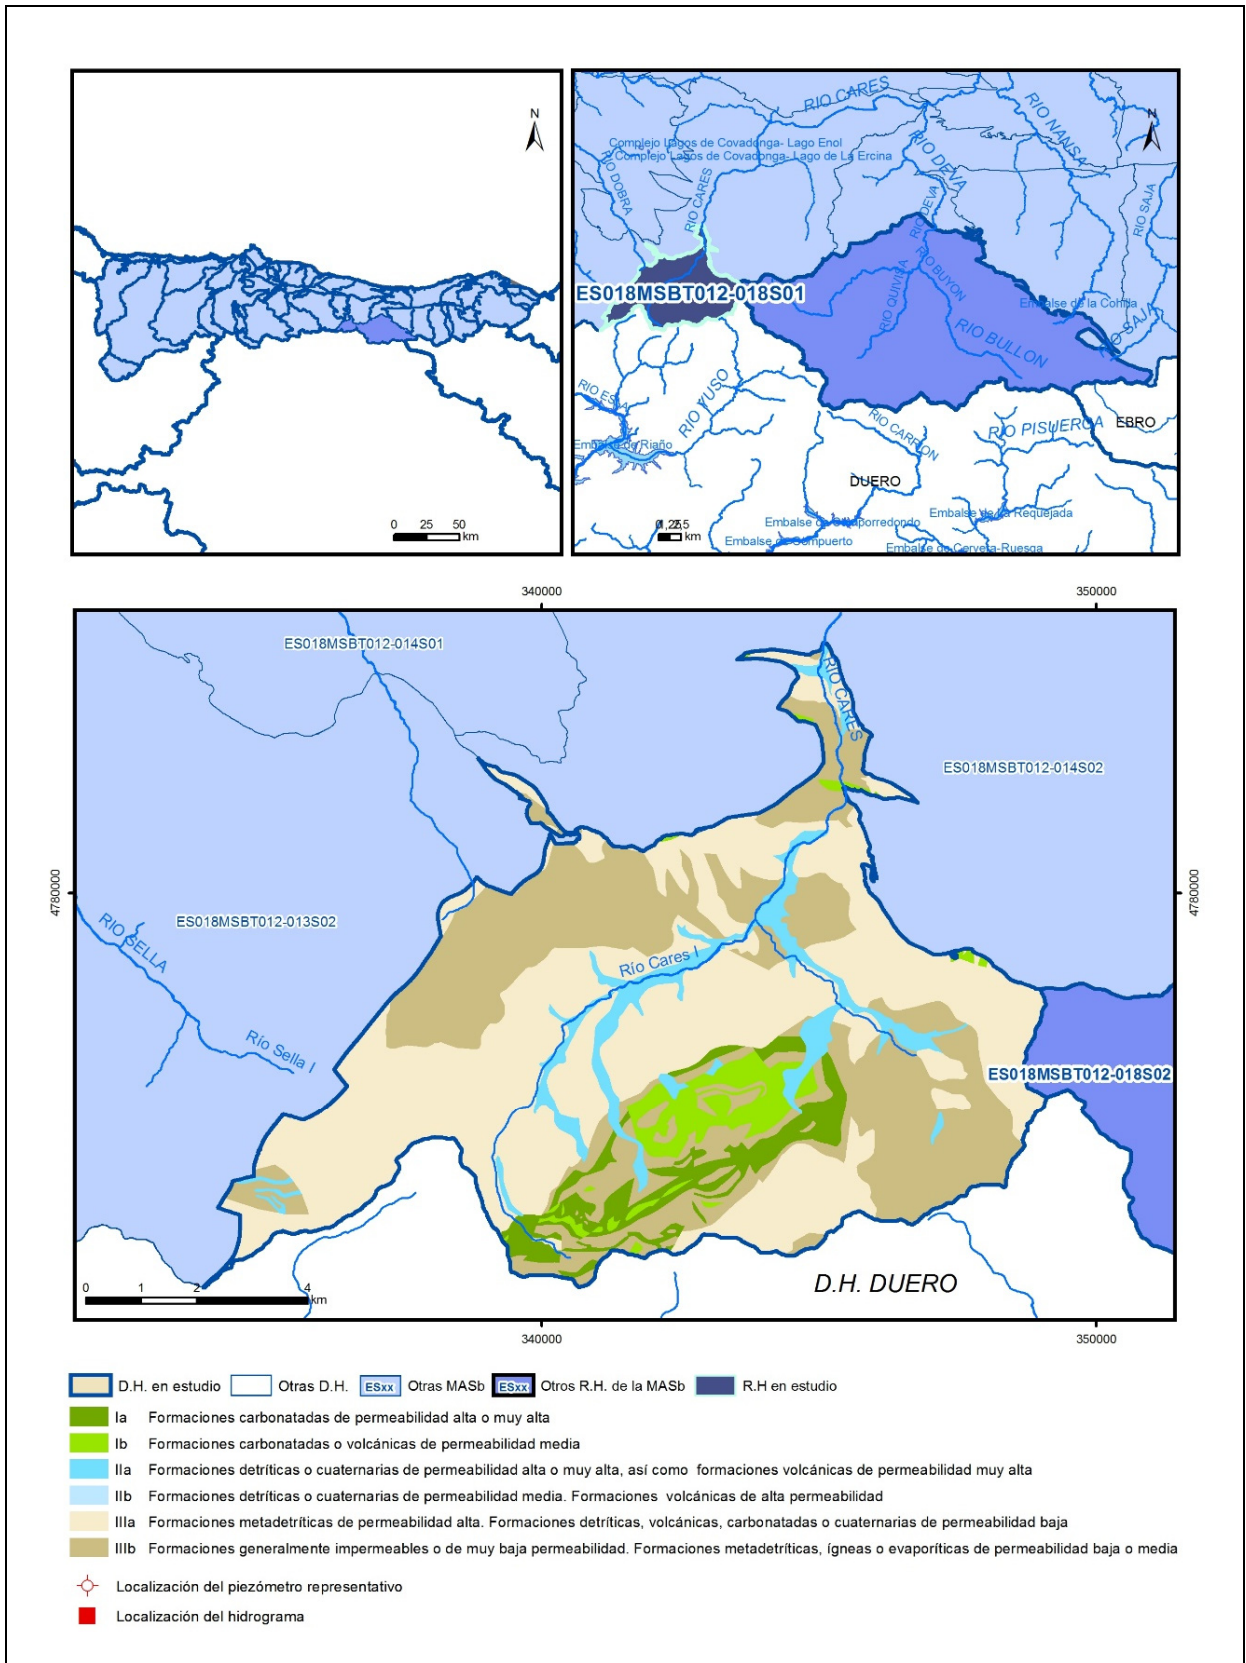 N
0 25 50
km
N
RIO CARES
RIO NANSA
Complejo Lagos de Covadonga- Lago Enol
Complejo Lagos de Covadonga- Lago de La Ercina
RIO DEVA
RIO DOBRA
RIO CARES
RIO DEVA
RIO SAJA
ES018MSBT012-018S01
RIO QUIVISA
RIO BUYON
Embalse de la Cohilla
RIO SAJA
RIO BULLON
RIO ESLA
RIO YUSO
Embalse de Riaño
RIO CARRION
RIO PISUERGA
EBRO
DUERO
Embalse de Camporredondo
Embalse de La Requejada
Embalse de Compuerto
Embalse de Cervera-Ruesga
km
340000 350000
ES018MSBT012-014S01
RIO CARES
ES018MSBT012-014S02
4780000
4780000
ES018MSBT012-013S02
RIO SELLA
Río Cares I
Río Sella I
ES018MSBT012-018S02
D.H. DUERO
0 1 2 4
km
340000 350000
D.H. en estudio Otras D.H. ESxx Otras MASb ESxx Otros R.H. de la MASb R.H en estudio
Ia Formaciones carbonatadas de permeabilidad alta o muy alta
Ib Formaciones carbonatadas o volcánicas de permeabilidad media
IIa Formaciones detríticas o cuaternarias de permeabilidad alta o muy alta, así como formaciones volcánicas de permeabilidad muy alta
IIb Formaciones detríticas o cuaternarias de permeabilidad media. Formaciones volcánicas de alta permeabilidad
IIIa Formaciones metadetríticas de permeabilidad alta. Formaciones detríticas, volcánicas, carbonatadas o cuaternarias de permeabilidad baja
IIIb Formaciones generalmente impermeables o de muy baja permeabilidad. Formaciones metadetríticas, ígneas o evaporíticas de permeabilidad baja o media
Localización del piezómetro representativo
Localización del hidrograma